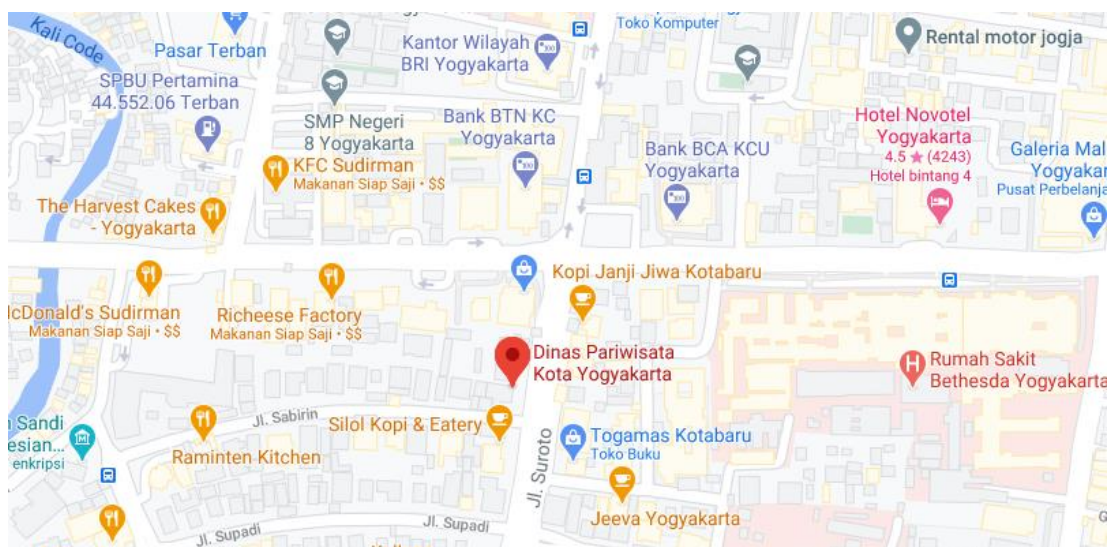 Kali Code
Pasar Terban
SPBU Pertamina
44.552.06 Terban
SMP Negeri
8 Yogyakarta
Kantor Wilayah
BRI Yogyakarta
Toko Komputer
Rental motor jogja
Bank BTN KC
Yogyakarta
KFC Sudirman
Makanan Siap Saji • $$
Bank BCA KCU
Yogyakarta
Hotel Novotel
Yogyakarta
4.5 ★ (4243)
Hotel bintang 4
Galeria Mal
Yogyakar
Pusat Perbelanja
The Harvest Cakes
- Yogyakarta
McDonald's Sudirman
Makanan Siap Saji • $$
Richeese Factory
Makanan Siap Saji • $$
Kopi Janji Jiwa Kotabaru
Dinas Pariwisata
Kota Yogyakarta
Rumah Sakit
Bethesda Yogyakarta
Jl. Sabirin
Silol Kopi & Eatery
Sandi
esian...
enkripsi
Raminten Kitchen
Jl. Suroto
Togamas Kotabaru
Toko Buku
Jeeva Yogyakarta
Jl. Supadi
Jl. Supadi